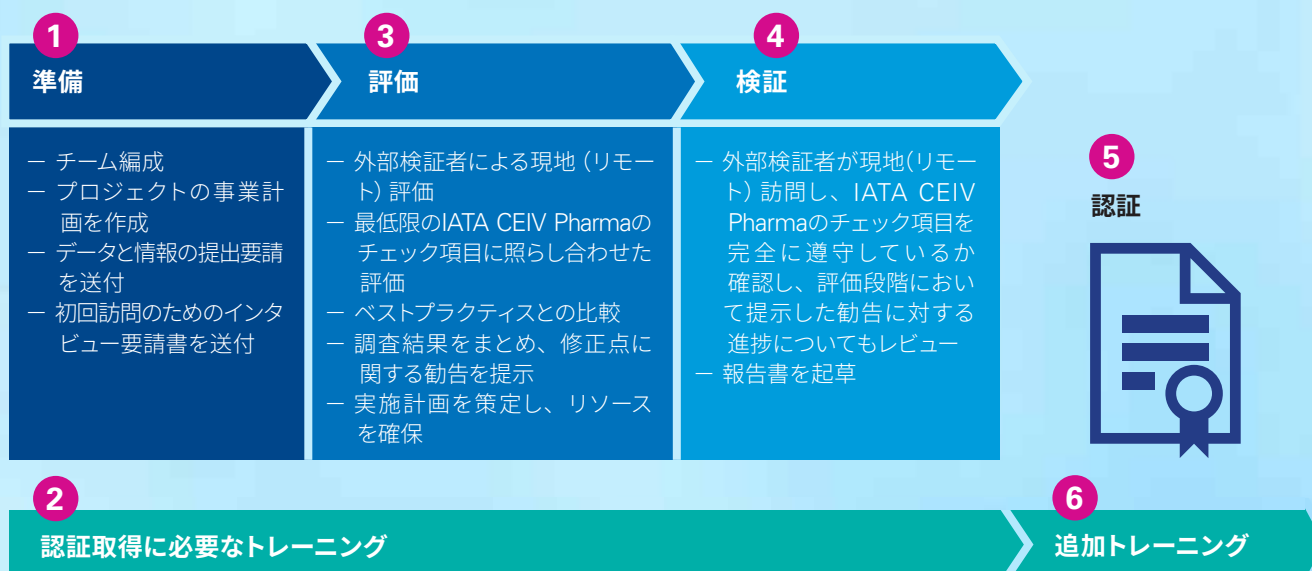 1
準備
– チーム編成
– プロジェクトの事業計
画を作成
– データと情報の提出要請
を送付
– 初回訪問のためのインタ
ビュー要請書を送付
3
評価
– 外部検証者による現地（リモー
ト）評価
– 最低限のIATA CEIV Pharmaの
チェック項目に照らし合わせた
評価
– ベストプラクティスとの比較
– 調査結果をまとめ、修正点に
関する勧告を提示
– 実施計画を策定し、リソース
を確保
4
検証
– 外部検証者が現地(リモー
ト）訪問し、IATA CEIV
Pharmaのチェック項目を
完全に遵守しているか
確認し、評価段階におい
て提示した勧告に対する
進捗についてもレビュー
– 報告書を起草
5
認証
2
認証取得に必要なトレーニング
6
追加トレーニング